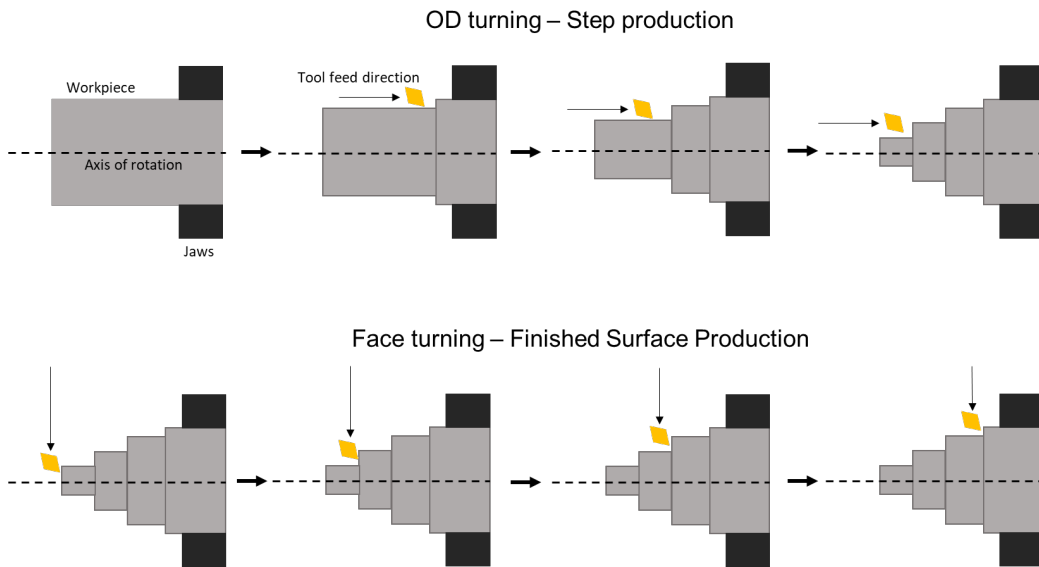 OD turning – Step production
Workpiece
Tool feed direction
Axis of rotation
Jaws
Face turning – Finished Surface Production